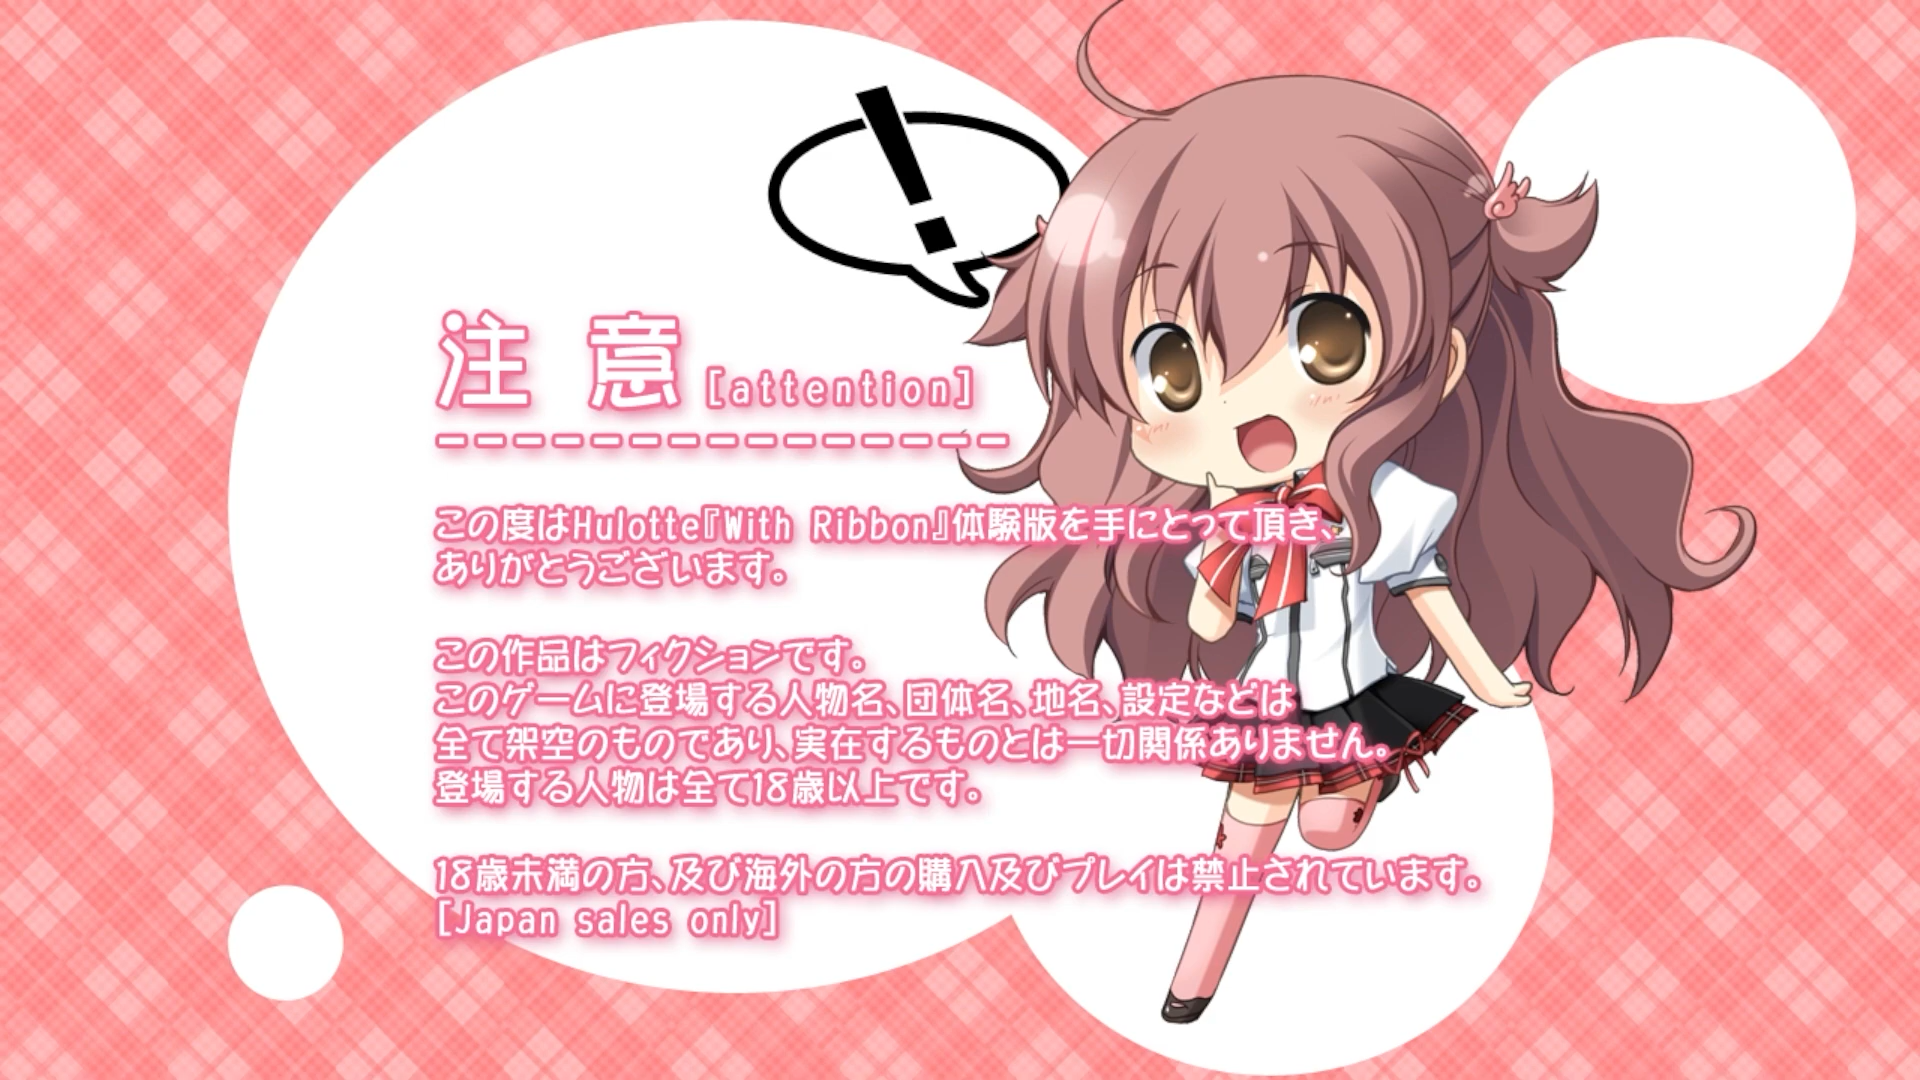 !
注 意 [attention]
この度はHulotte『With Ribbon』体験版を手にとって頂き、
ありがとうございます。
この作品はフィクションです。
このゲームに登場する人物名、団体名、地名、設定などは
全て架空のものであり、実在するものとは一切関係ありません。
登場する人物は全て18歳以上です。
18歳未満の方、及び海外の方の購入及びプレイは禁止されています。
[Japan sales only]